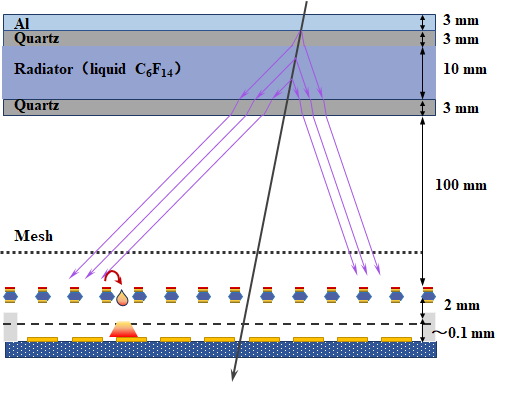 Al
3 mm
Quartz
3 mm
Radiator（liquid C₆F₁₄）
10 mm
Quartz
3 mm
100 mm
Mesh
2 mm
～0.1 mm